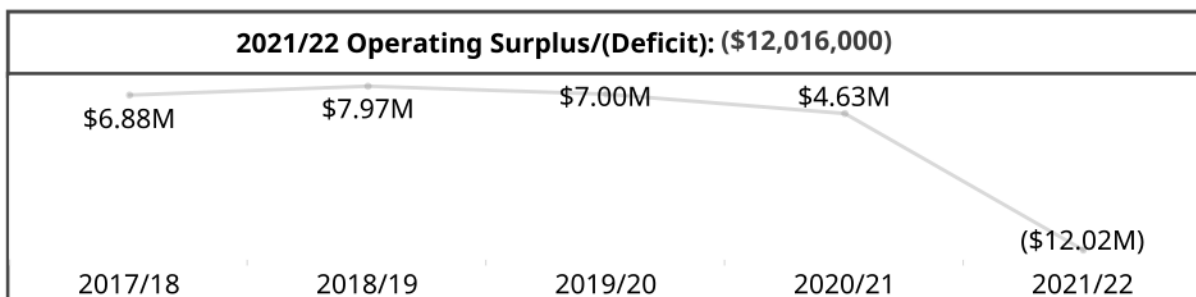 2021/22 Operating Surplus/(Deficit): ($12,016,000)
$6.88M $7.97M $7.00M $4.63M ($12.02M)
2017/18 2018/19 2019/20 2020/21 2021/22